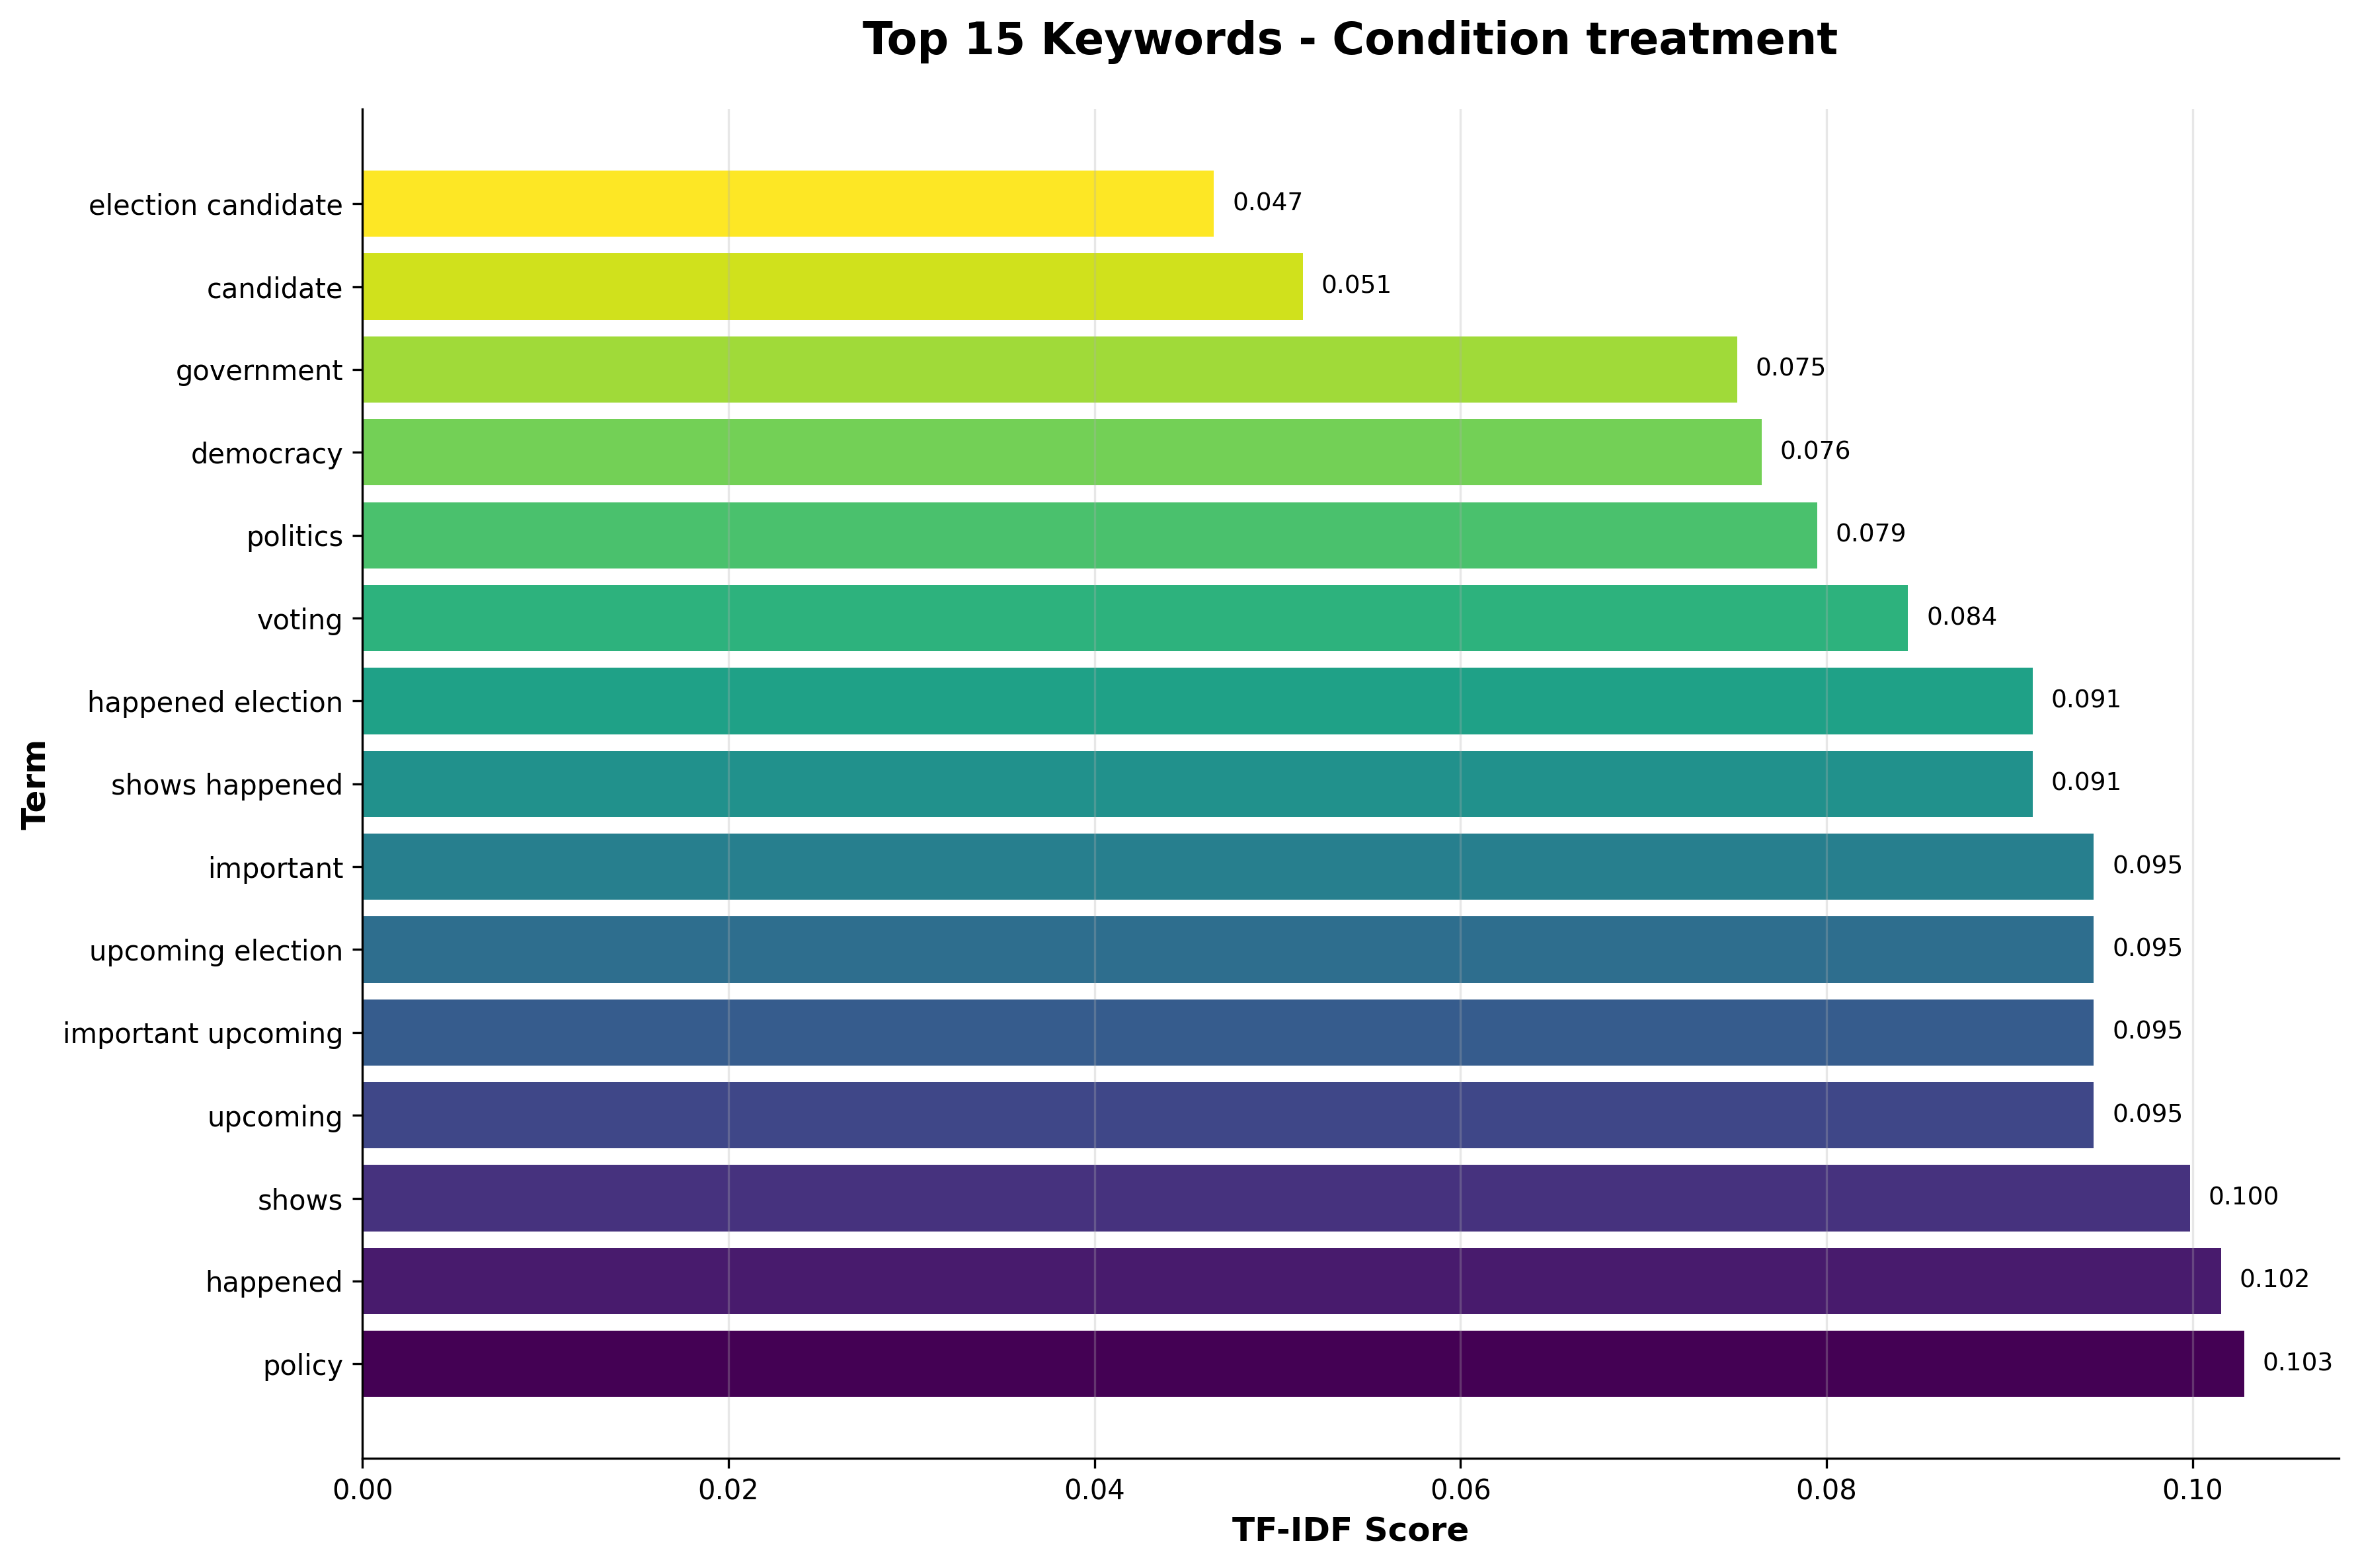 Top 15 Keywords - Condition treatment
election candidate 0.047
candidate 0.051
government 0.075
democracy 0.076
politics 0.079
voting 0.084
happened election 0.091
shows happened 0.091
important 0.095
upcoming election 0.095
important upcoming 0.095
upcoming 0.095
shows 0.100
happened 0.102
policy 0.103
Term
0.00 0.02 0.04 0.06 0.08 0.10
TF-IDF Score